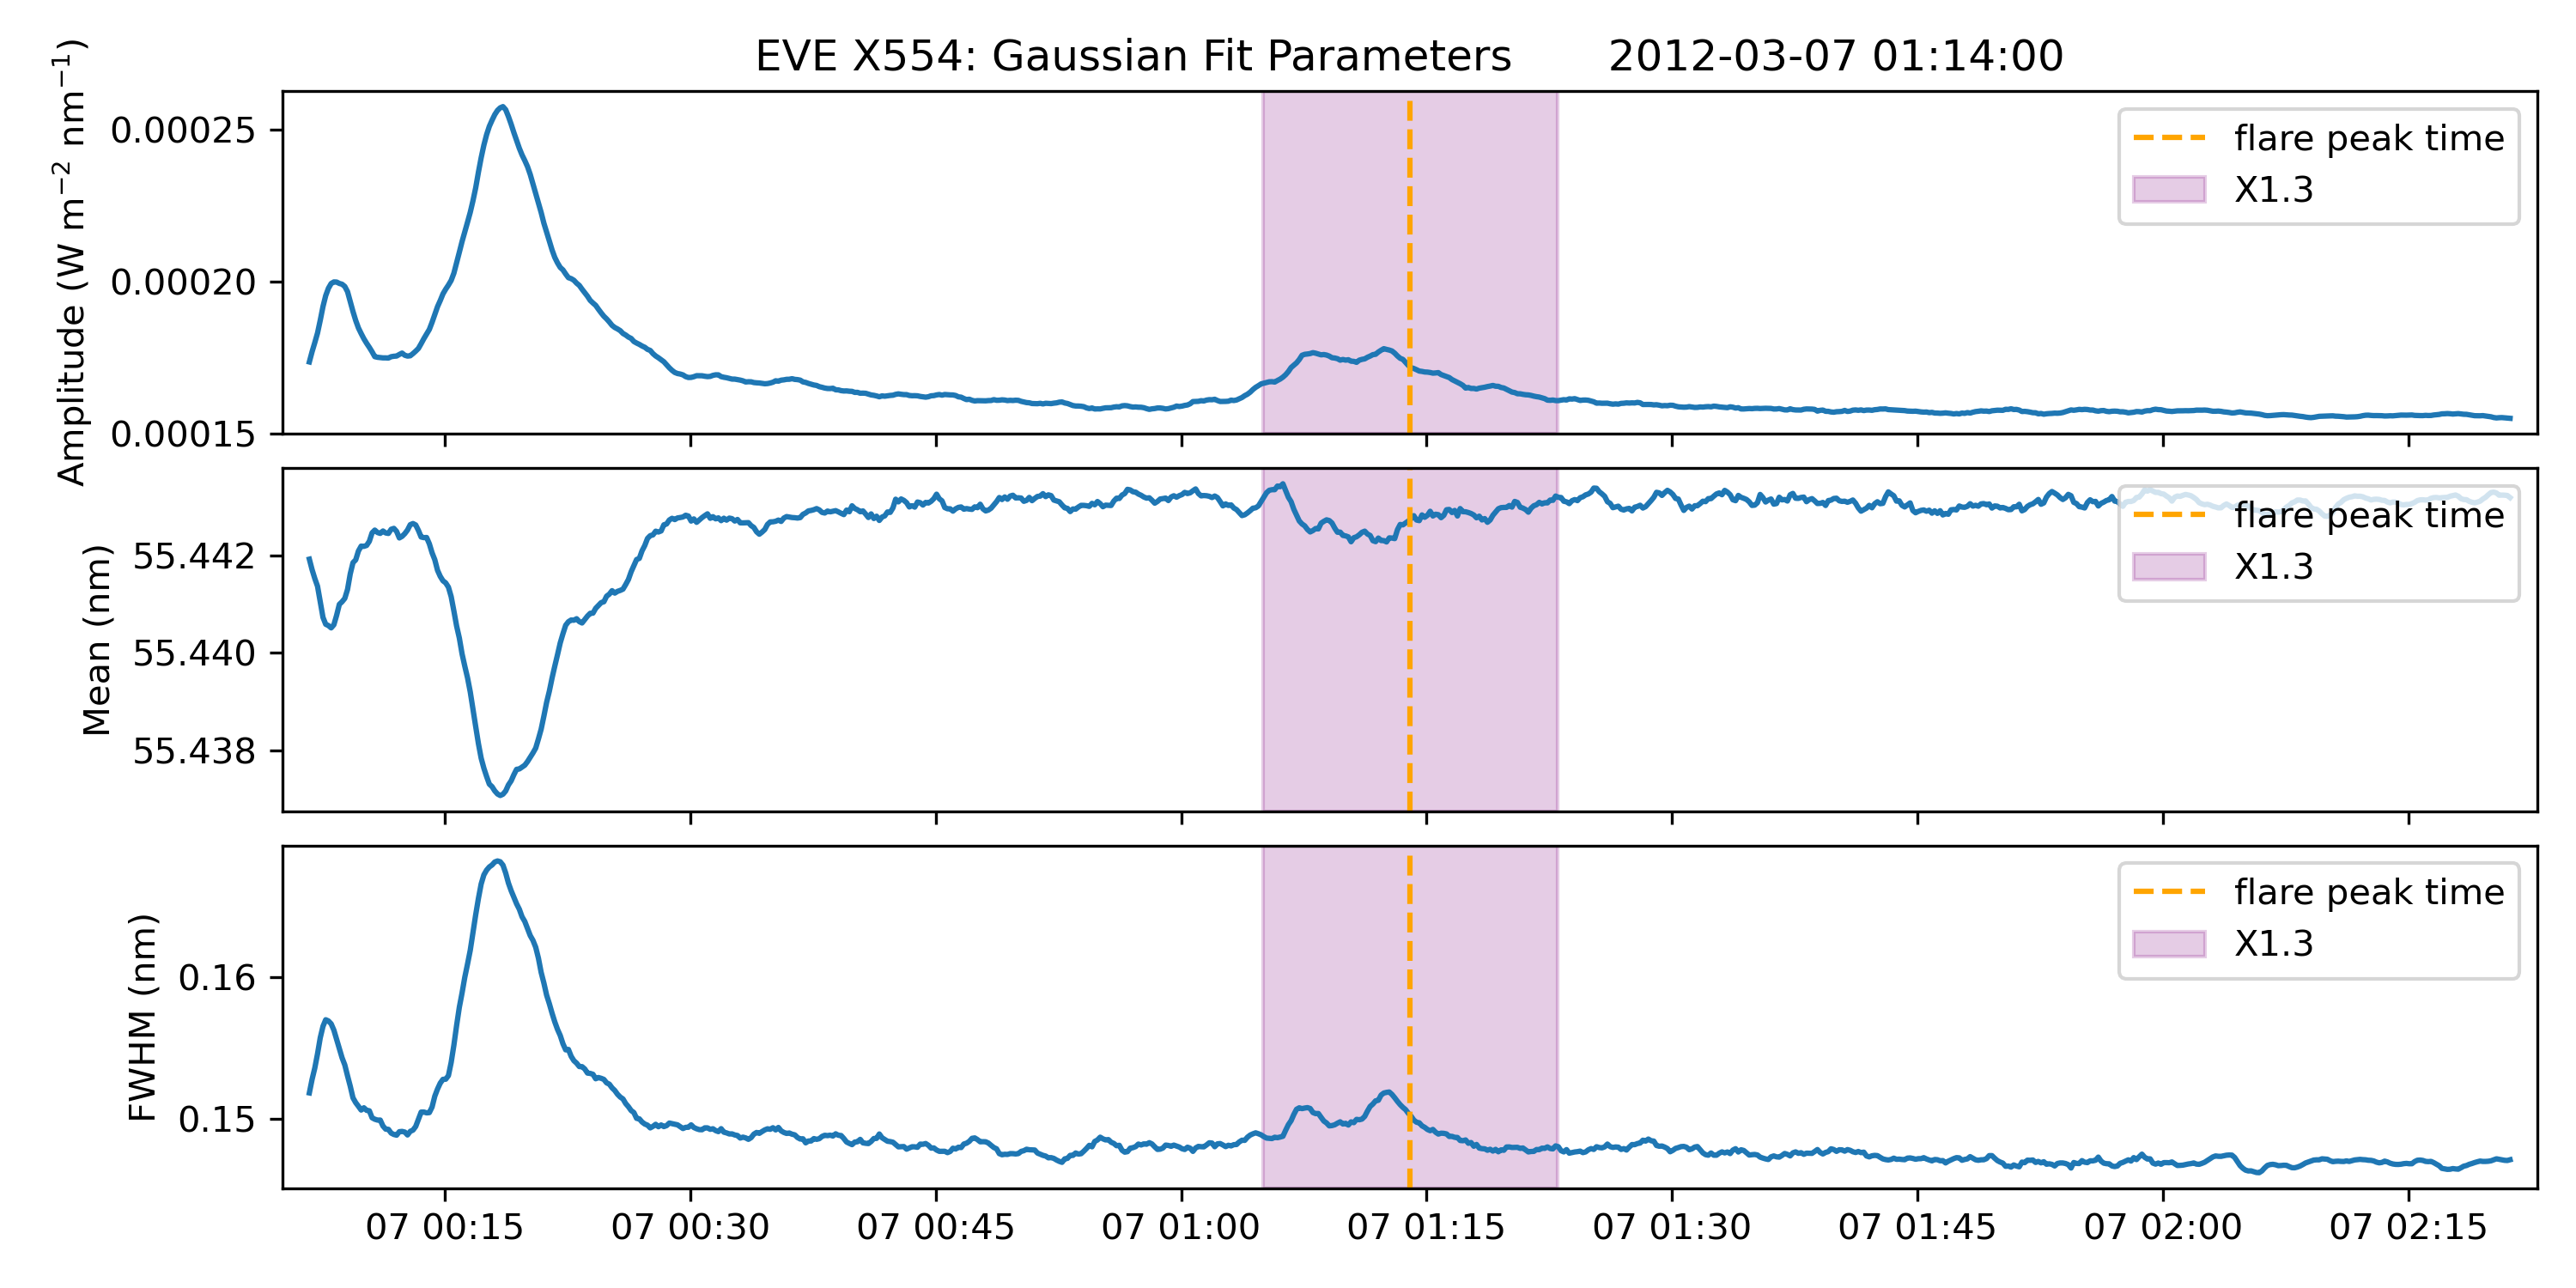 EVE X554: Gaussian Fit Parameters 2012-03-07 01:14:00
Amplitude (W m⁻² nm⁻¹)
0.00025
0.00020
0.00015
flare peak time
X1.3
Mean (nm)
55.442
55.440
55.438
flare peak time
X1.3
FWHM (nm)
0.16
0.15
flare peak time
X1.3
07 00:15 07 00:30 07 00:45 07 01:00 07 01:15 07 01:30 07 01:45 07 02:00 07 02:15